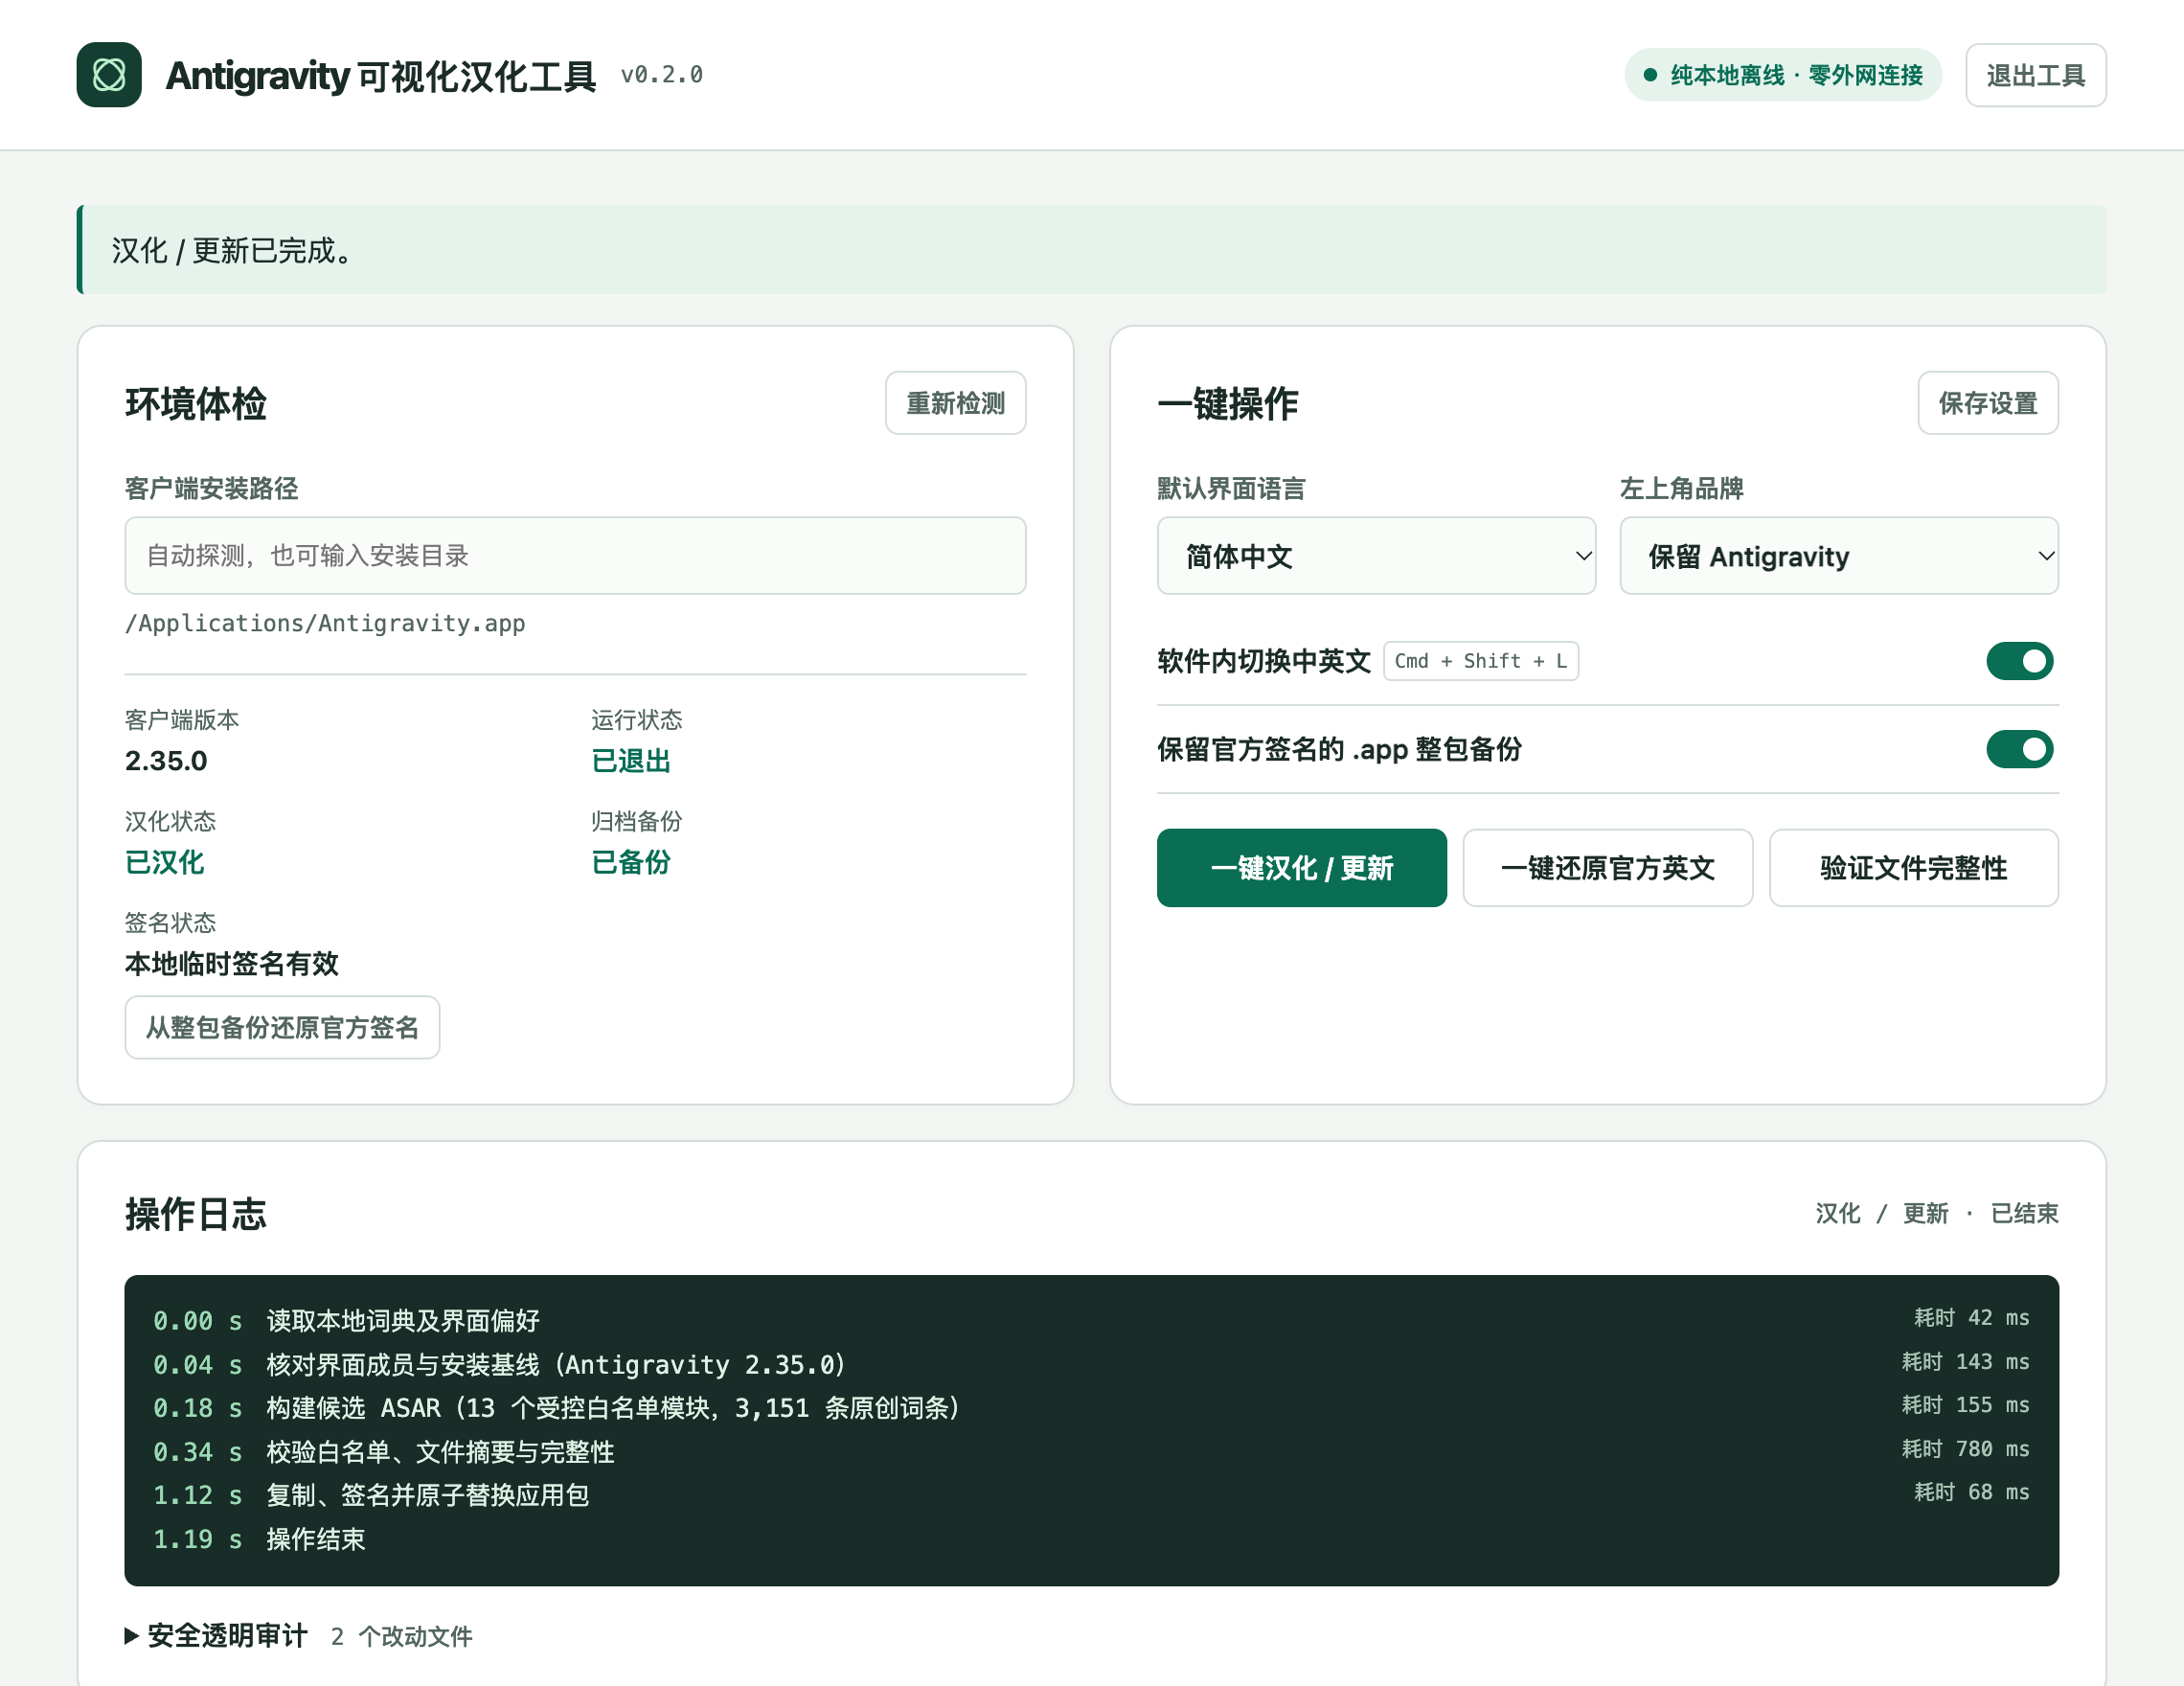 Antigravity 可视化汉化工具 v0.2.0
纯本地离线 · 零外网连接
退出工具
汉化 / 更新已完成。
环境体检
重新检测
客户端安装路径
自动探测，也可输入安装目录
/Applications/Antigravity.app
客户端版本
2.35.0
运行状态
已退出
汉化状态
已汉化
归档备份
已备份
签名状态
本地临时签名有效
从整包备份还原官方签名
一键操作
保存设置
默认界面语言
简体中文
左上角品牌
保留 Antigravity
软件内切换中英文 Cmd + Shift + L
保留官方签名的 .app 整包备份
一键汉化 / 更新
一键还原官方英文
验证文件完整性
操作日志
汉化 / 更新 · 已结束
0.00 s 读取本地词典及界面偏好 耗时 42 ms
0.04 s 核对界面成员与安装基线（Antigravity 2.35.0） 耗时 143 ms
0.18 s 构建候选 ASAR（13 个受控白名单模块，3,151 条原创词条） 耗时 155 ms
0.34 s 校验白名单、文件摘要与完整性 耗时 780 ms
1.12 s 复制、签名并原子替换应用包 耗时 68 ms
1.19 s 操作结束
安全透明审计 2 个改动文件